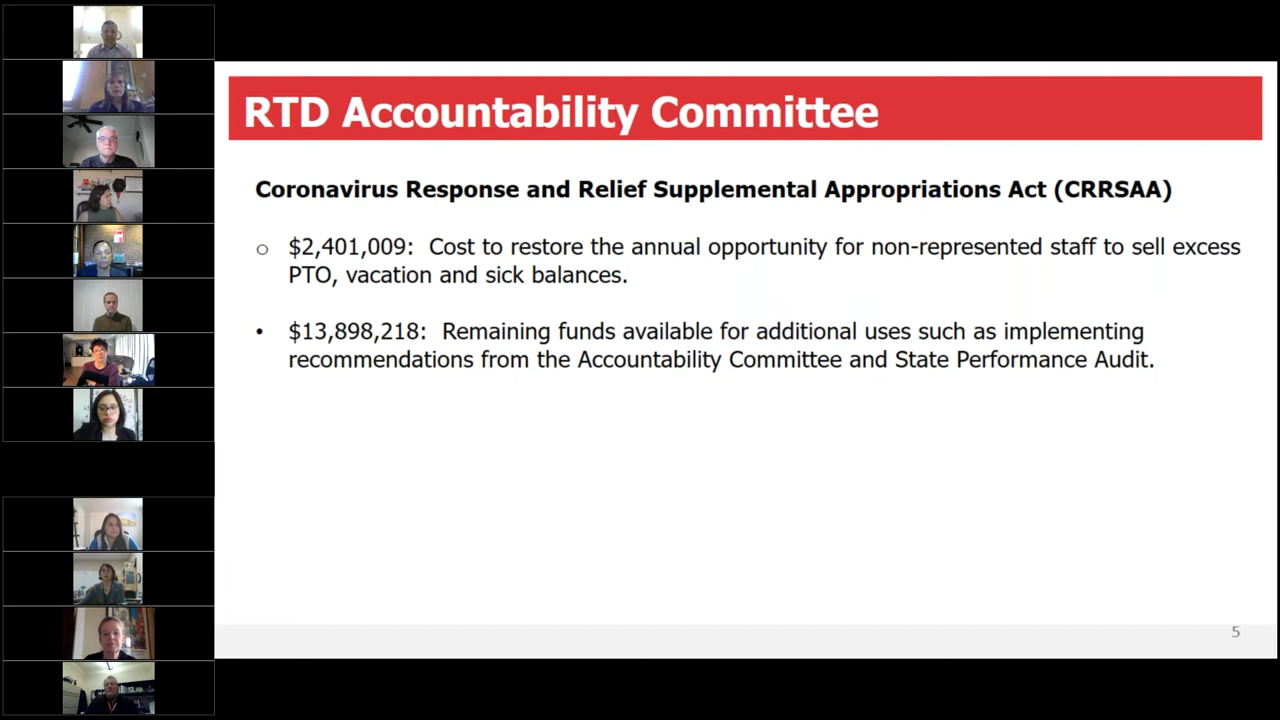 RTD Accountability Committee
Coronavirus Response and Relief Supplemental Appropriations Act (CRRSAA)
○ $2,401,009: Cost to restore the annual opportunity for non-represented staff to sell excess
PTO, vacation and sick balances.
• $13,898,218: Remaining funds available for additional uses such as implementing
recommendations from the Accountability Committee and State Performance Audit.
5